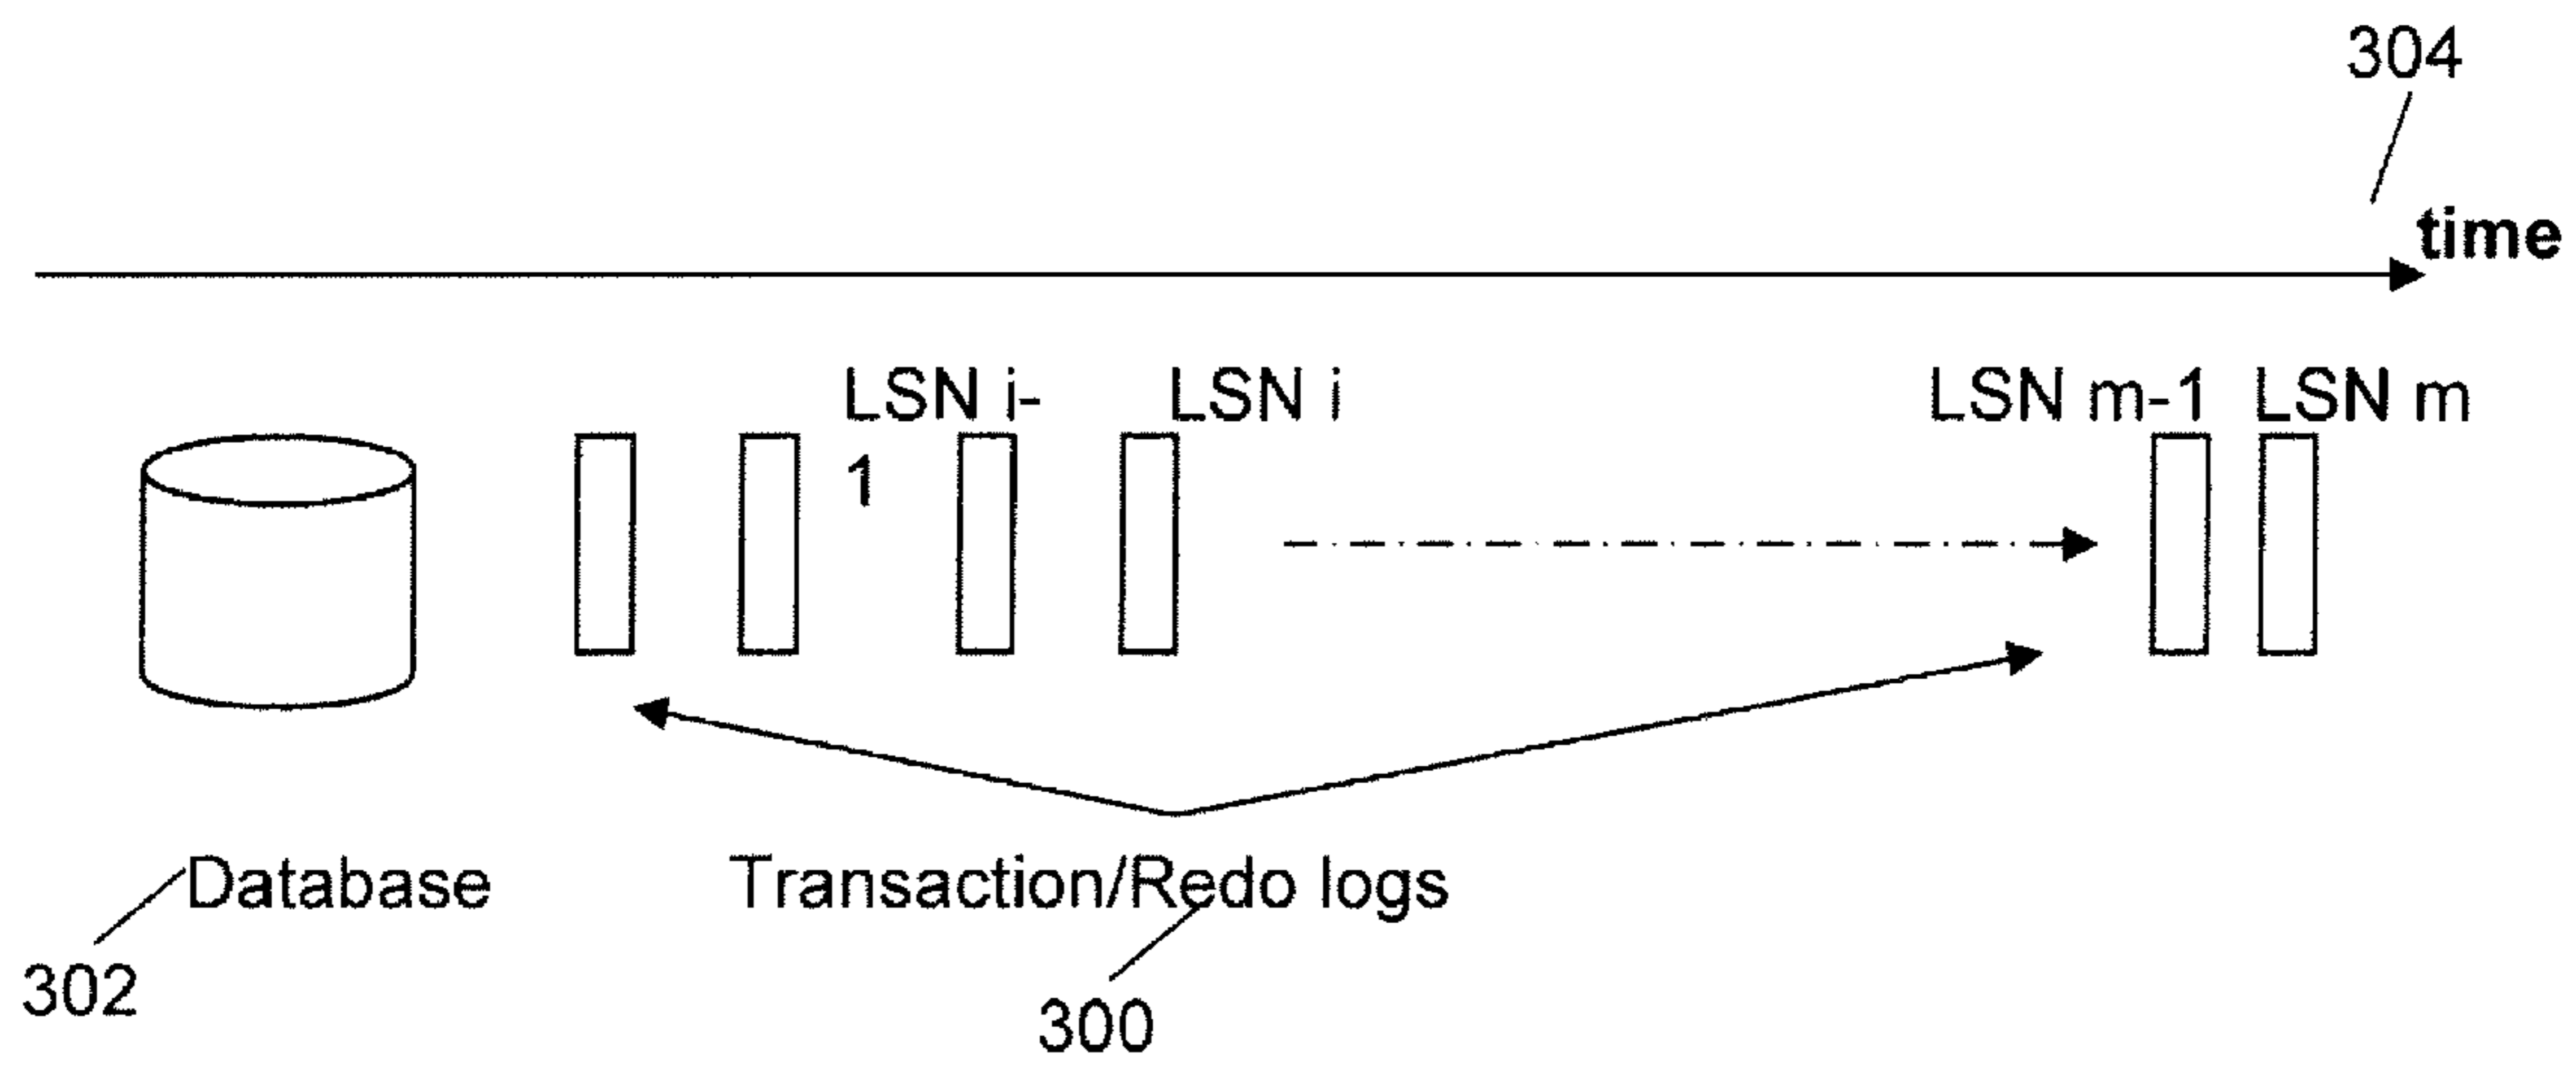 304
time
LSN i-
1
LSN i
LSN m-1
LSN m
Database
Transaction/Redo logs
302
300